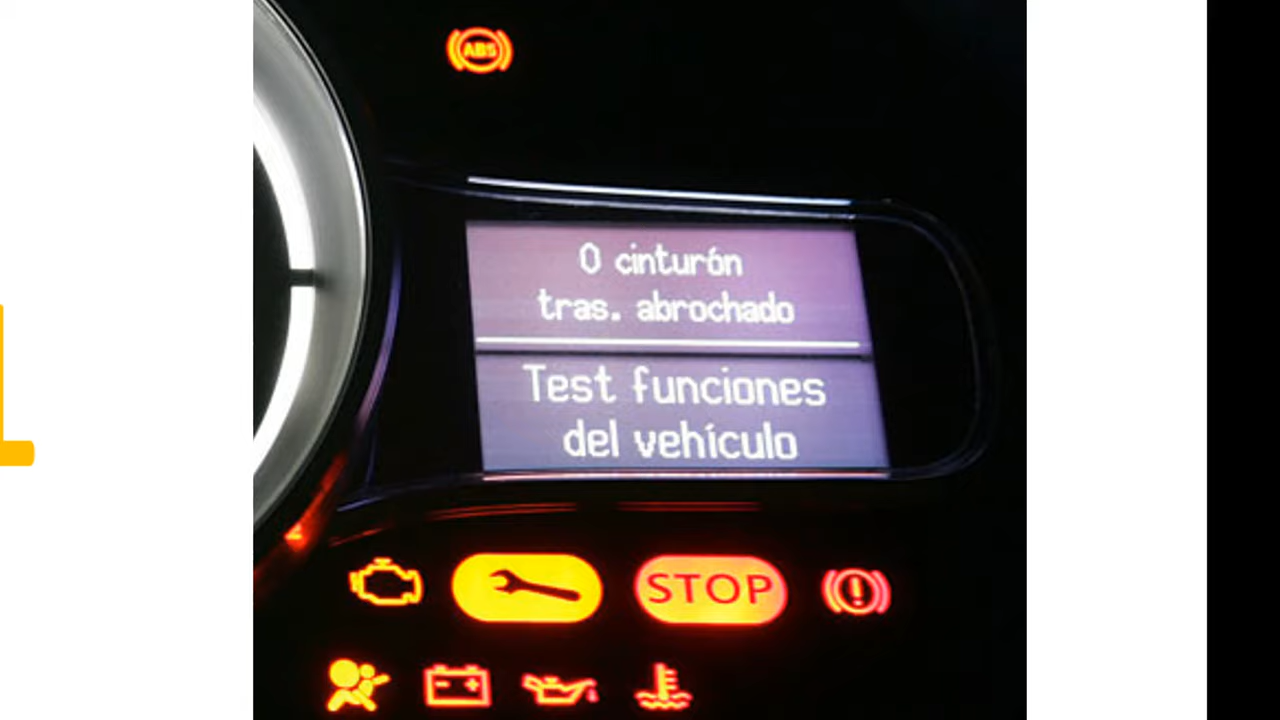 ABS
0 cinturón
tras. abrochado
Test funciones
del vehículo
STOP